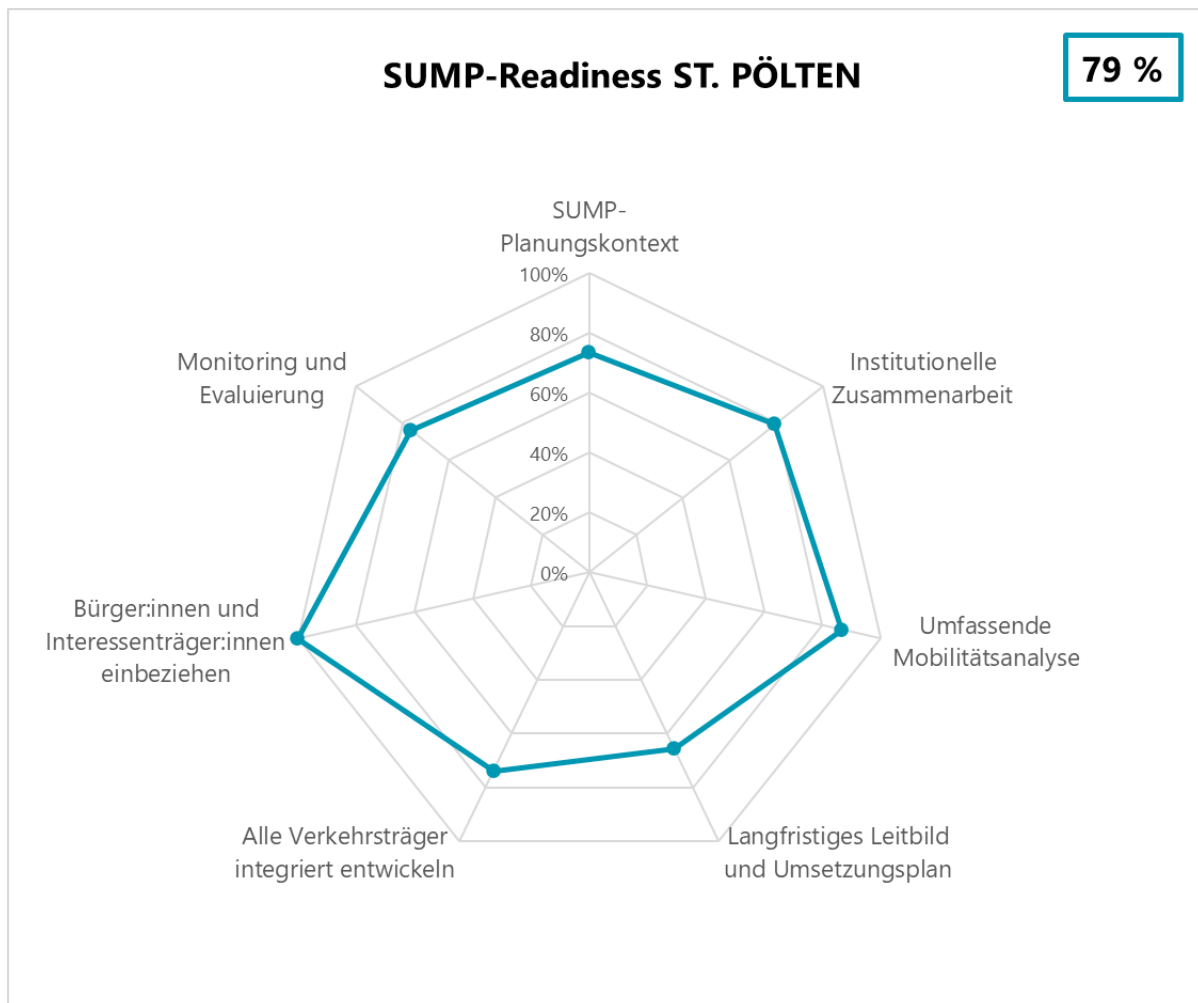 SUMP-Readiness ST. PÖLTEN
79 %
SUMP-
Planungskontext
100%
80%
60%
40%
20%
0%
Institutionelle
Zusammenarbeit
Umfassende
Mobilitätsanalyse
Langfristiges Leitbild
und Umsetzungsplan
Alle Verkehrsträger
integriert entwickeln
Bürger:innen und
Interessenträger:innen
einbeziehen
Monitoring und
Evaluierung